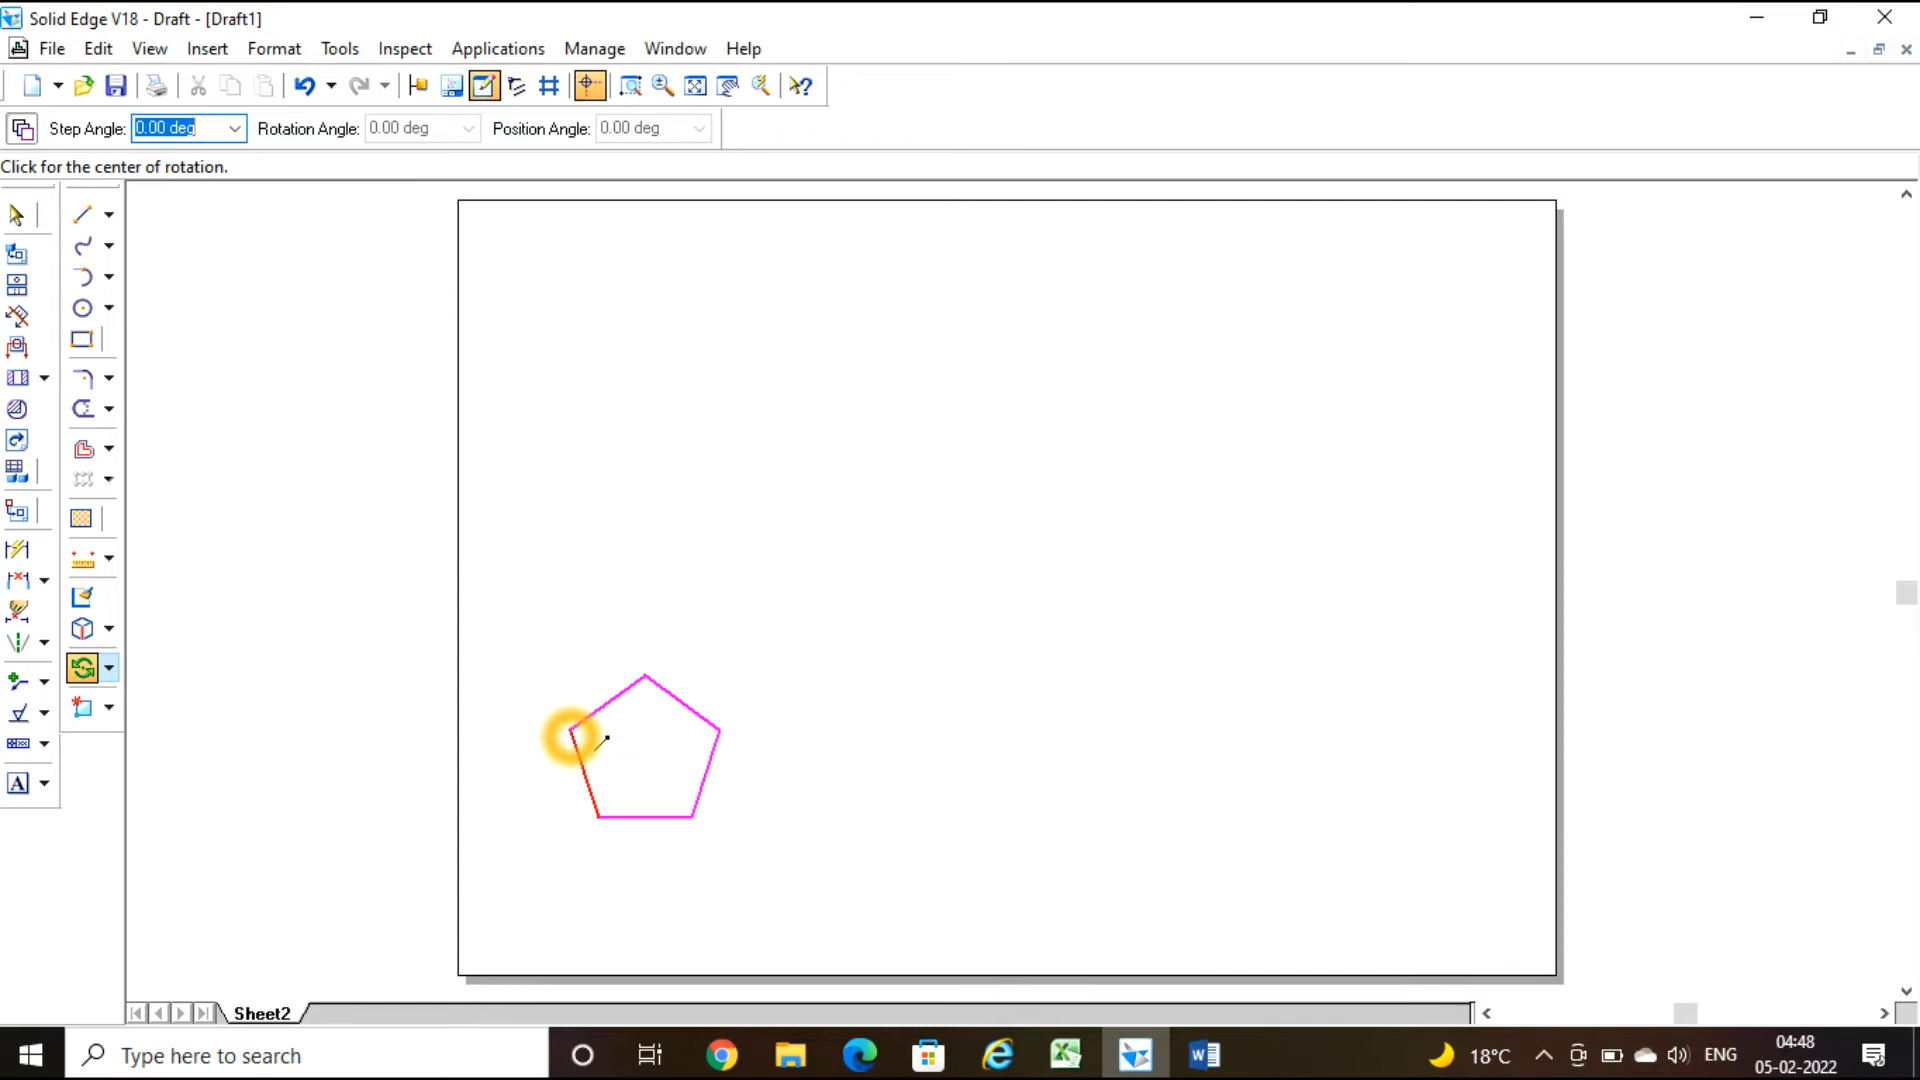 Solid Edge V18 - Draft - [Draft1]
File Edit View Insert Format Tools Inspect Applications Manage Window Help
Step Angle: 0.00 deg Rotation Angle: 0.00 deg Position Angle: 0.00 deg
Click for the center of rotation.
A
Sheet2
Type here to search
18°C ENG 04:48
05-02-2022